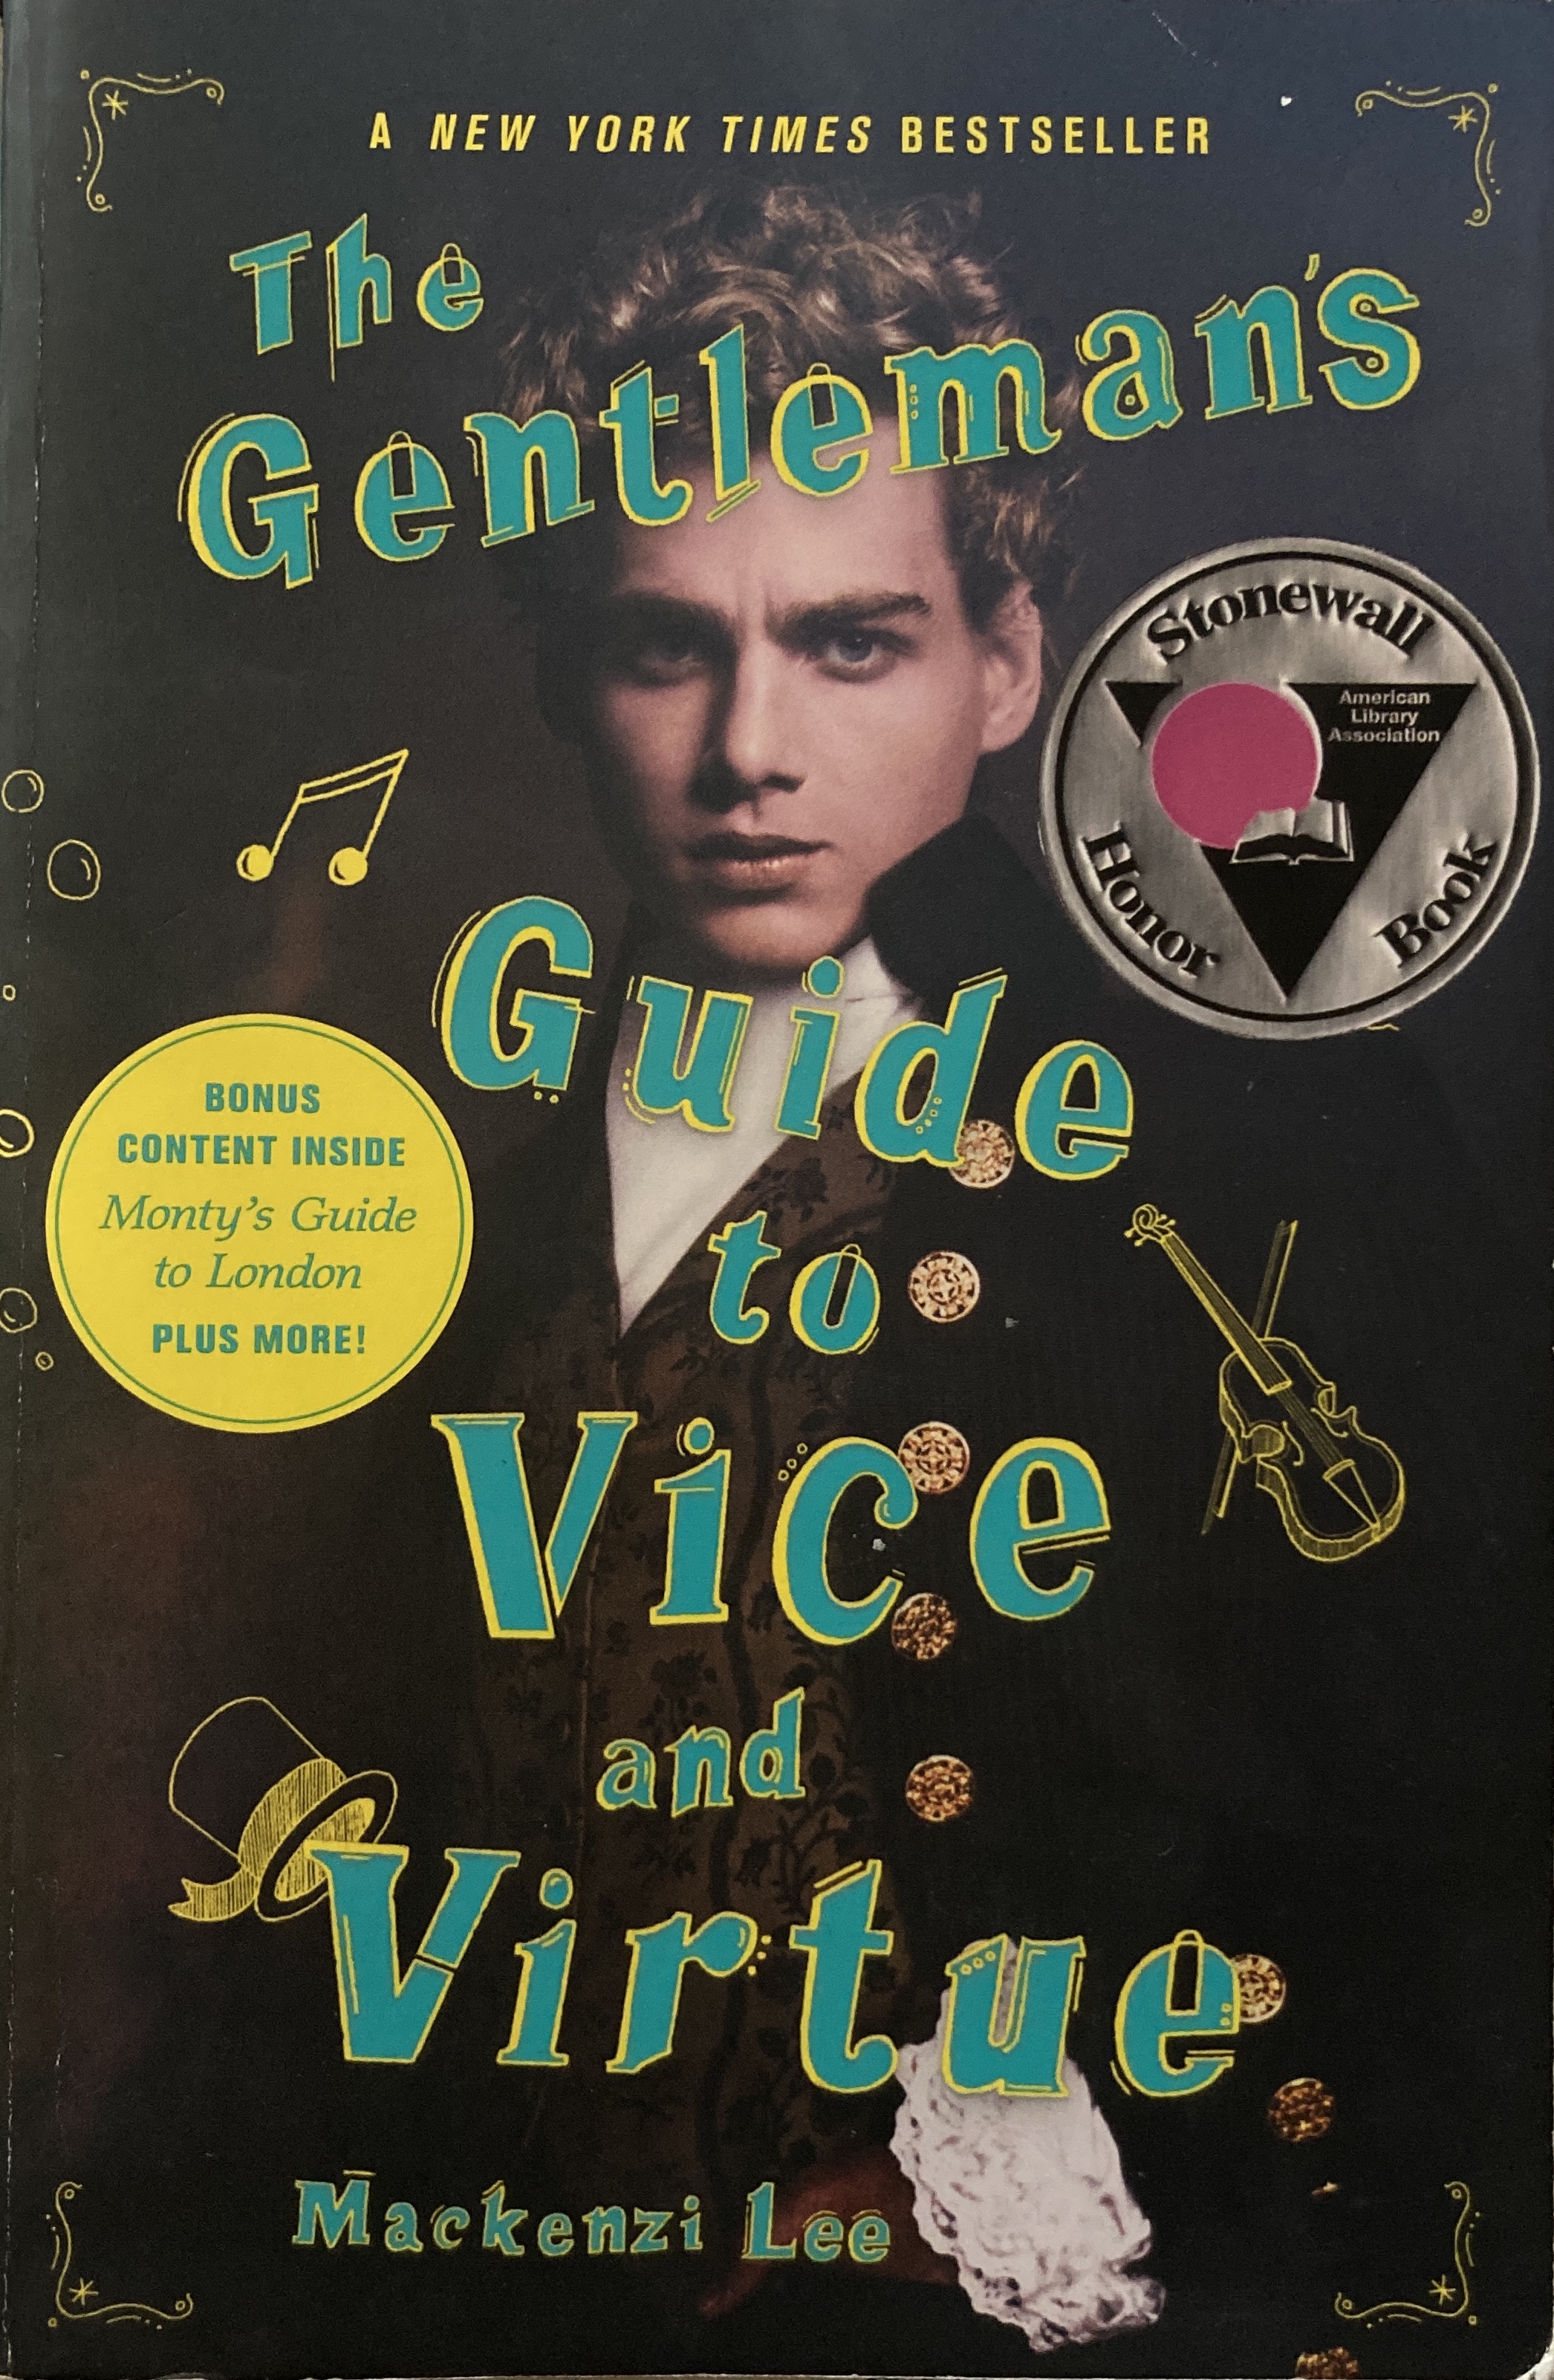 A NEW YORK TIMES BESTSELLER
The
Gentleman's
Stonewall
American
Library
Association
Honor Book
Guide
BONUS
CONTENT INSIDE
Monty's Guide
to London
PLUS MORE!
to
Vice
and
Virtue
Mackenzi Lee